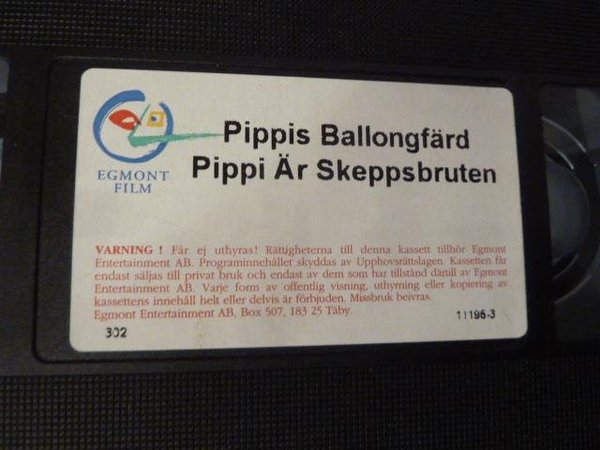 Pippis Ballongfärd
Pippi Är Skeppsbruten
EGMONT
FILM
VARNING ! Får ej uthyras! Rättigheterna till denna kassett tillhör Egmont
Entertainment AB. Programinnehållet skyddas av Upphovsrättslagen. Kassetten får
endast säljas till privat bruk och endast av dem som har tillstånd därtill av Egmont
Entertainment AB. Varje form av offentlig visning, uthyrning eller kopiering av
kassettens innehåll helt eller delvis är förbjuden. Missbruk beivras.
Egmont Entertainment AB, Box 507, 183 25 Täby.
302
11196-3